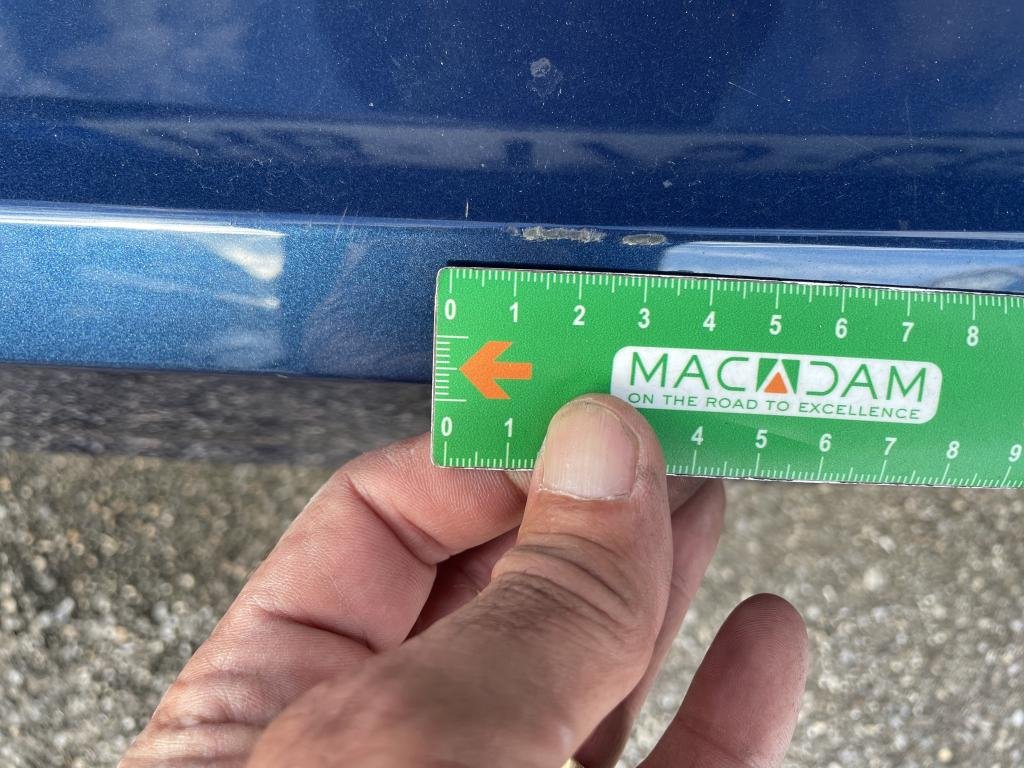 0 1 2 3 4 5 6 7 8
MACADAM
ON THE ROAD TO EXCELLENCE
0 1 4 5 6 7 8 9